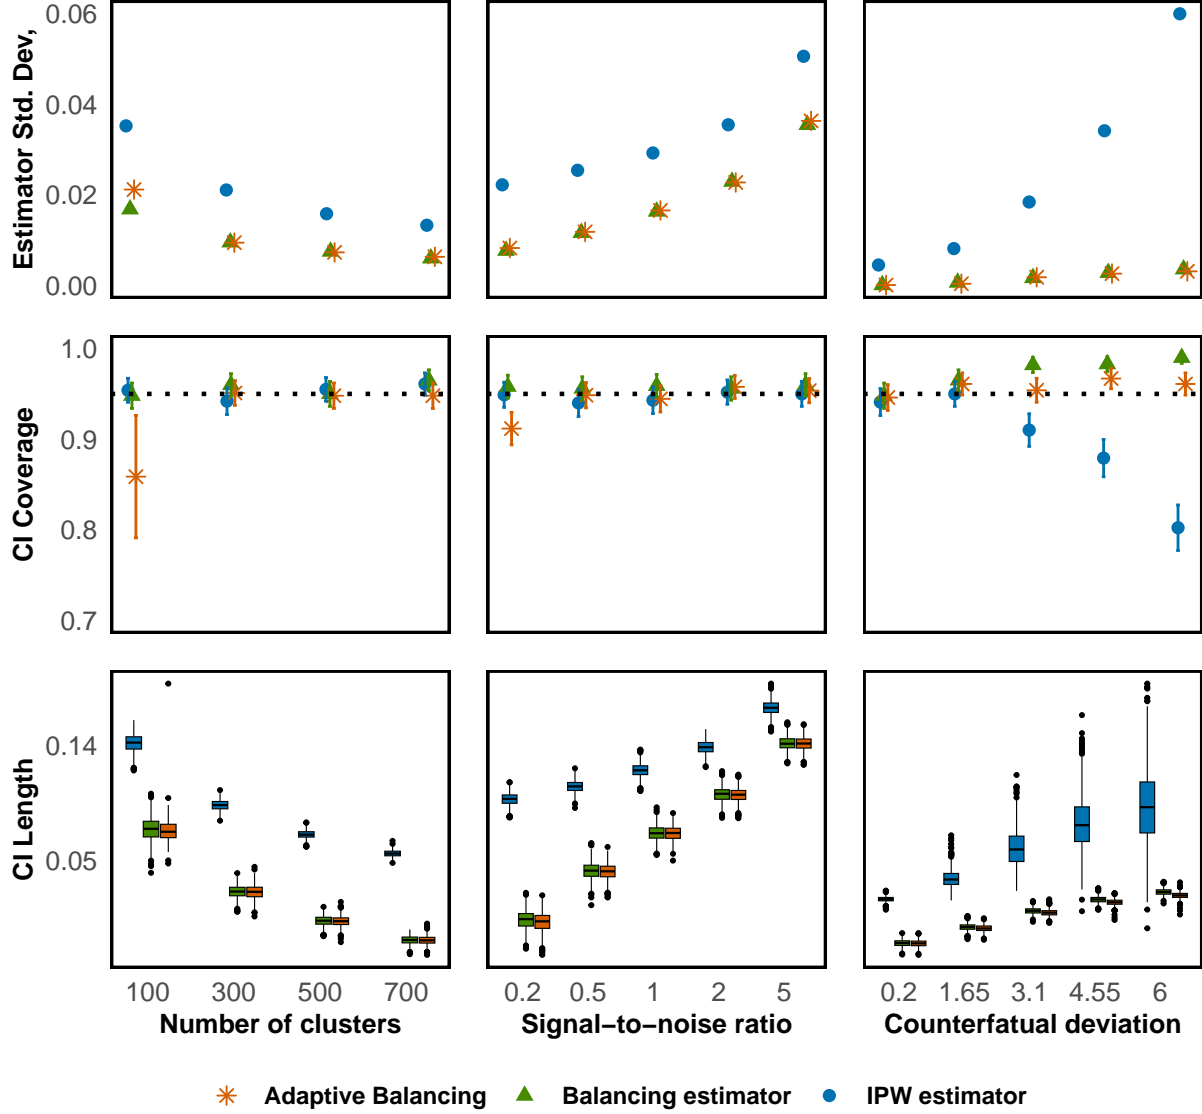 0.06
0.04
0.02
0.00
Estimator Std. Dev,
1.0
0.9
0.8
0.7
CI Coverage
0.14
0.05
CI Length
100 300 500 700
0.2 0.5 1 2 5
0.2 1.65 3.1 4.55 6
Number of clusters
Signal−to−noise ratio
Counterfatual deviation
Adaptive Balancing
Balancing estimator
IPW estimator